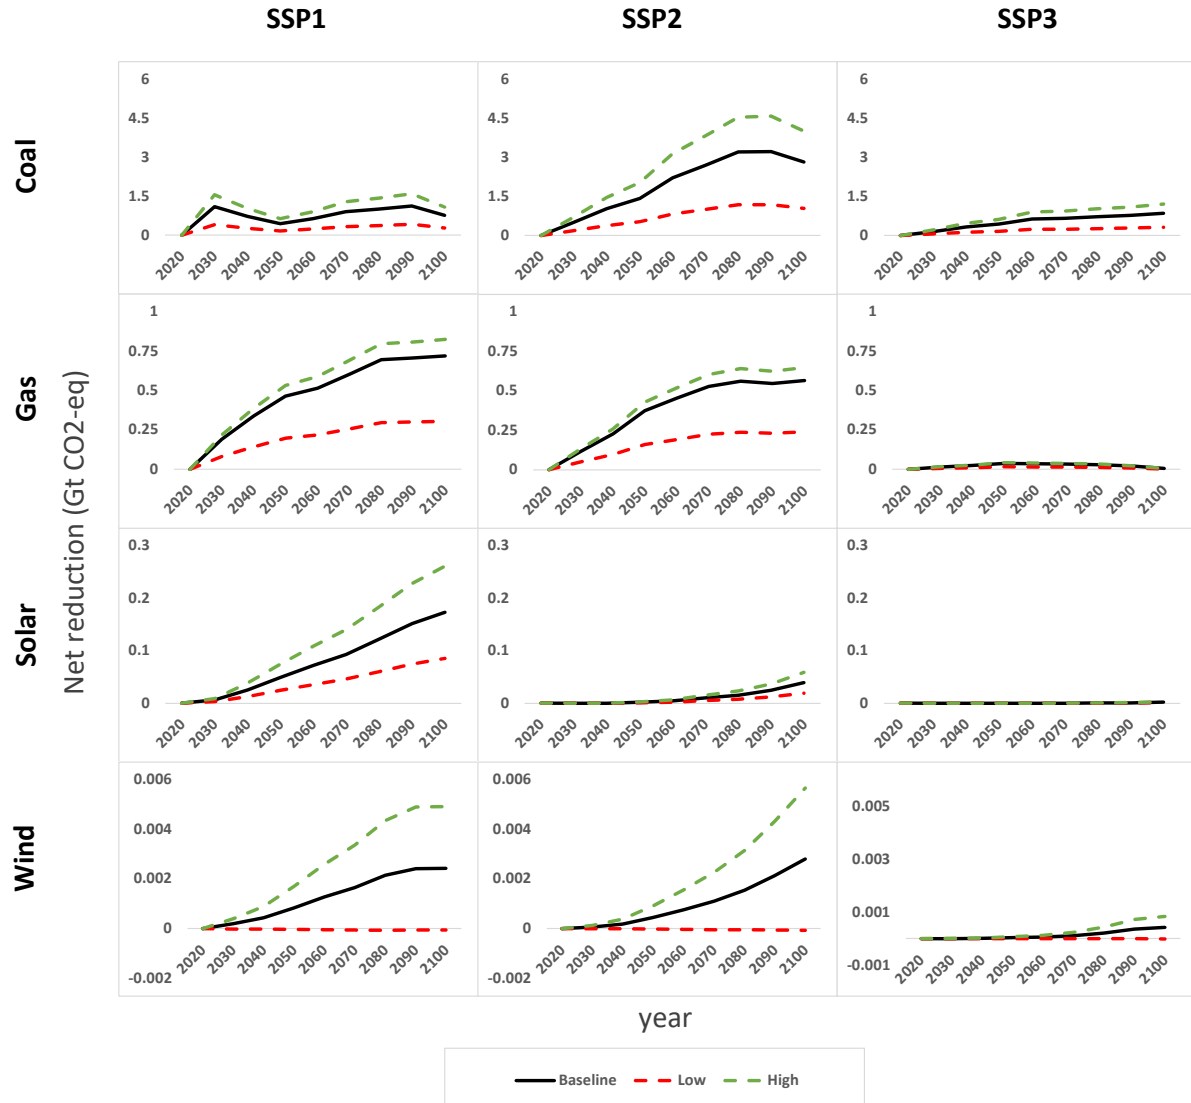 SSP1 SSP2 SSP3
Coal
6 4.5 3 1.5 0
2020 2030 2040 2050 2060 2070 2080 2090 2100
6 4.5 3 1.5 0
2020 2030 2040 2050 2060 2070 2080 2090 2100
6 4.5 3 1.5 0
2020 2030 2040 2050 2060 2070 2080 2090 2100
Net reduction (Gt CO2-eq)
Gas
1 0.75 0.5 0.25 0
2020 2030 2040 2050 2060 2070 2080 2090 2100
1 0.75 0.5 0.25 0
2020 2030 2040 2050 2060 2070 2080 2090 2100
1 0.75 0.5 0.25 0
2020 2030 2040 2050 2060 2070 2080 2090 2100
Solar
0.3 0.2 0.1 0
2020 2030 2040 2050 2060 2070 2080 2090 2100
0.3 0.2 0.1 0
2020 2030 2040 2050 2060 2070 2080 2090 2100
0.3 0.2 0.1 0
2020 2030 2040 2050 2060 2070 2080 2090 2100
Wind
0.006 0.004 0.002 0 -0.002
2020 2030 2040 2050 2060 2070 2080 2090 2100
0.006 0.004 0.002 0 -0.002
2020 2030 2040 2050 2060 2070 2080 2090 2100
0.005 0.003 0.001 -0.001
2020 2030 2040 2050 2060 2070 2080 2090 2100
year
Baseline Low High